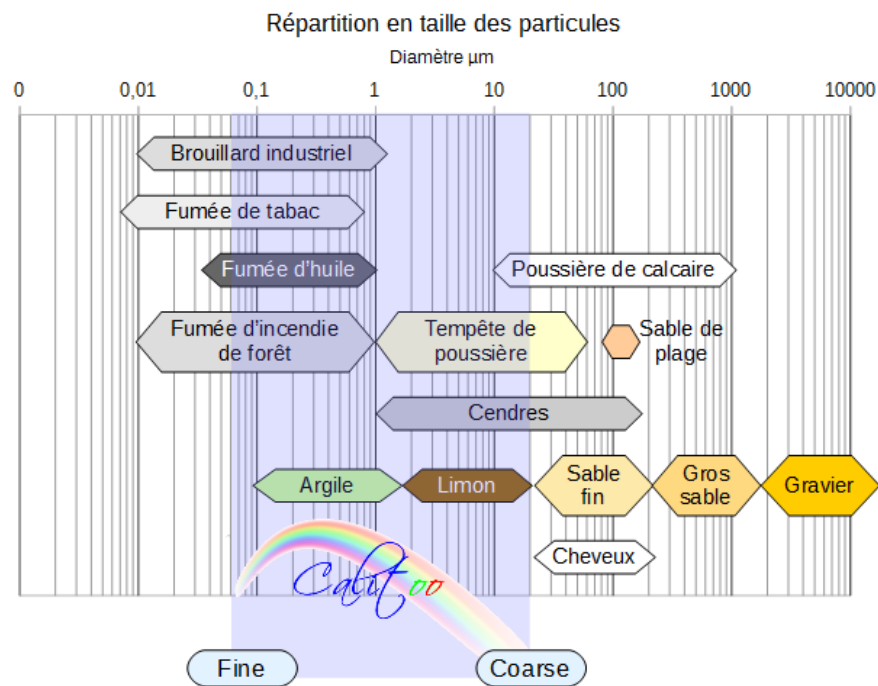 Répartition en taille des particules
Diamètre µm
0 0,01 0,1 1 10 100 1000 10000
Brouillard industriel
Fumée de tabac
Fumée d'huile
Poussière de calcaire
Fumée d'incendie
de forêt
Tempête de
poussière
Sable de
plage
Cendres
Argile
Limon
Sable
fin
Gros
sable
Gravier
Cheveux
Calitoo
Fine
Coarse